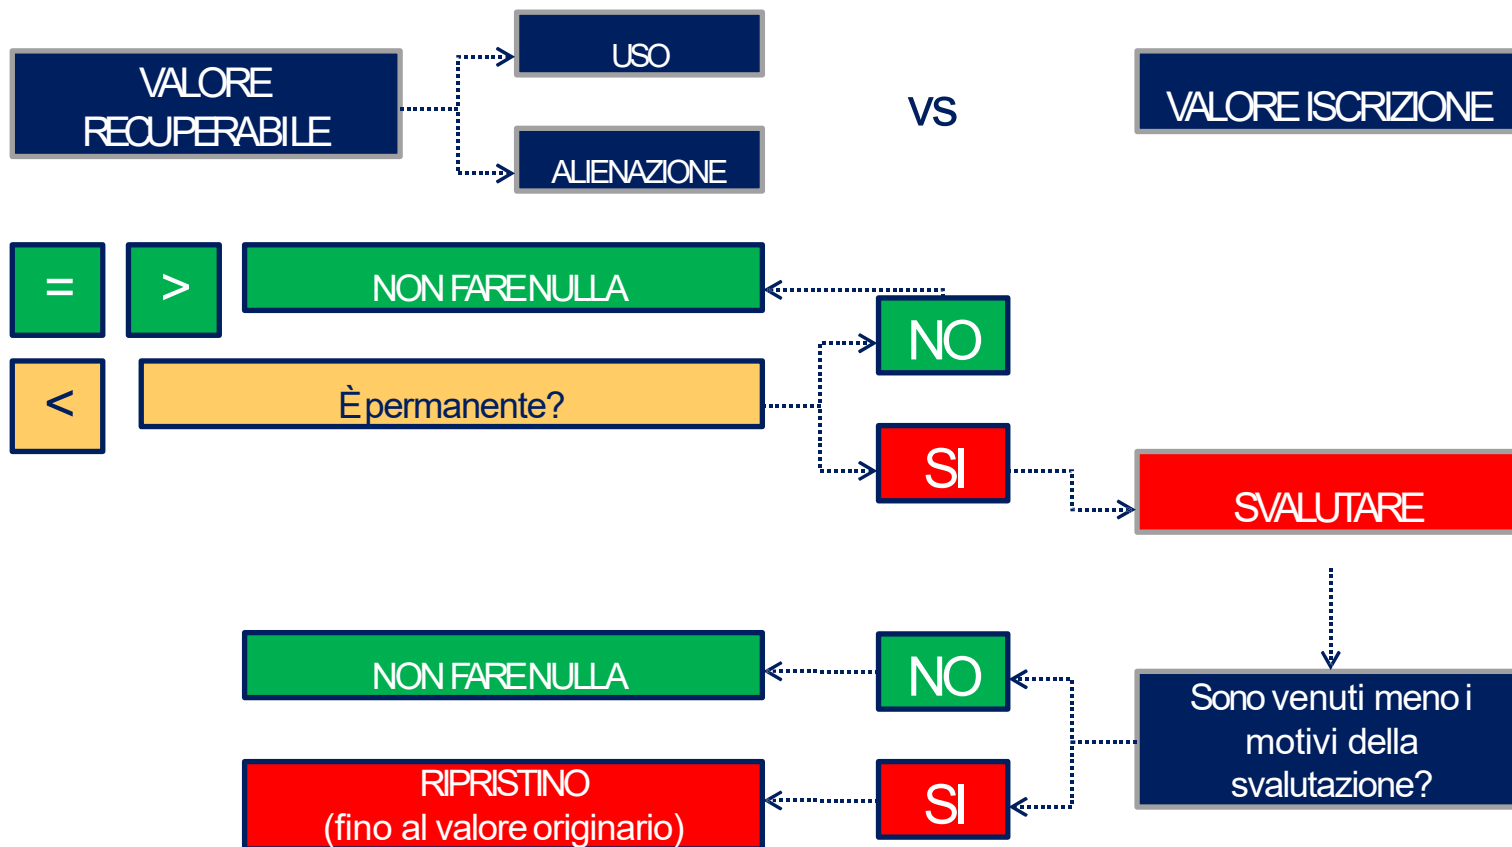 USO
VALORE
RECUPERABILE
VS
VALORE ISCRIZIONE
ALIENAZIONE
=
>
NON FARE NULLA
NO
<
È permanente?
SI
SVALUTARE
NON FARE NULLA
NO
Sono venuti meno i
motivi della
svalutazione?
RIPRISTINO
(fino al valore originario)
SI